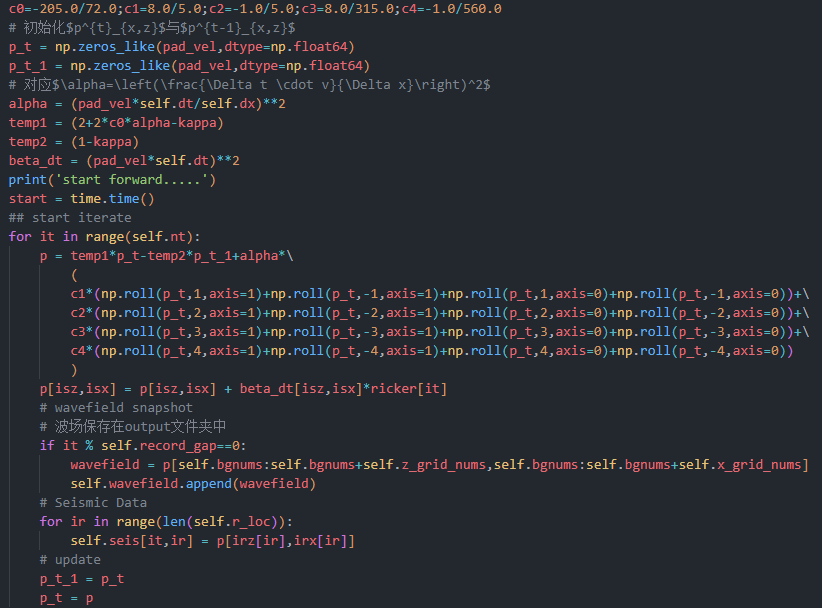 c0=-205.0/72.0;c1=8.0/5.0;c2=-1.0/5.0;c3=8.0/315.0;c4=-1.0/560.0
# 初始化$p^{t}_{x,z}$与$p^{t-1}_{x,z}$
p_t = np.zeros_like(pad_vel,dtype=np.float64)
p_t_1 = np.zeros_like(pad_vel,dtype=np.float64)
# 对应$\alpha=\left(\frac{\Delta t \cdot v}{\Delta x}\right)^2$
alpha = (pad_vel*self.dt/self.dx)**2
temp1 = (2+2*c0*alpha-kappa)
temp2 = (1-kappa)
beta_dt = (pad_vel*self.dt)**2
print('start forward.....')
start = time.time()
## start iterate
for it in range(self.nt):
    p = temp1*p_t-temp2*p_t_1+alpha*\
        (
        c1*(np.roll(p_t,1,axis=1)+np.roll(p_t,-1,axis=1)+np.roll(p_t,1,axis=0)+np.roll(p_t,-1,axis=0))+\
        c2*(np.roll(p_t,2,axis=1)+np.roll(p_t,-2,axis=1)+np.roll(p_t,2,axis=0)+np.roll(p_t,-2,axis=0))+\
        c3*(np.roll(p_t,3,axis=1)+np.roll(p_t,-3,axis=1)+np.roll(p_t,3,axis=0)+np.roll(p_t,-3,axis=0))+\
        c4*(np.roll(p_t,4,axis=1)+np.roll(p_t,-4,axis=1)+np.roll(p_t,4,axis=0)+np.roll(p_t,-4,axis=0))
        )
    p[isz,isx] = p[isz,isx] + beta_dt[isz,isx]*ricker[it]
    # wavefield snapshot
    # 波场保存在output文件夹中
    if it % self.record_gap==0:
        wavefield = p[self.bgnums:self.bgnums+self.z_grid_nums,self.bgnums:self.bgnums+self.x_grid_nums]
        self.wavefield.append(wavefield)
    # Seismic Data
    for ir in range(len(self.r_loc)):
        self.seis[it,ir] = p[irz[ir],irx[ir]]
    # update
    p_t_1 = p_t
    p_t = p